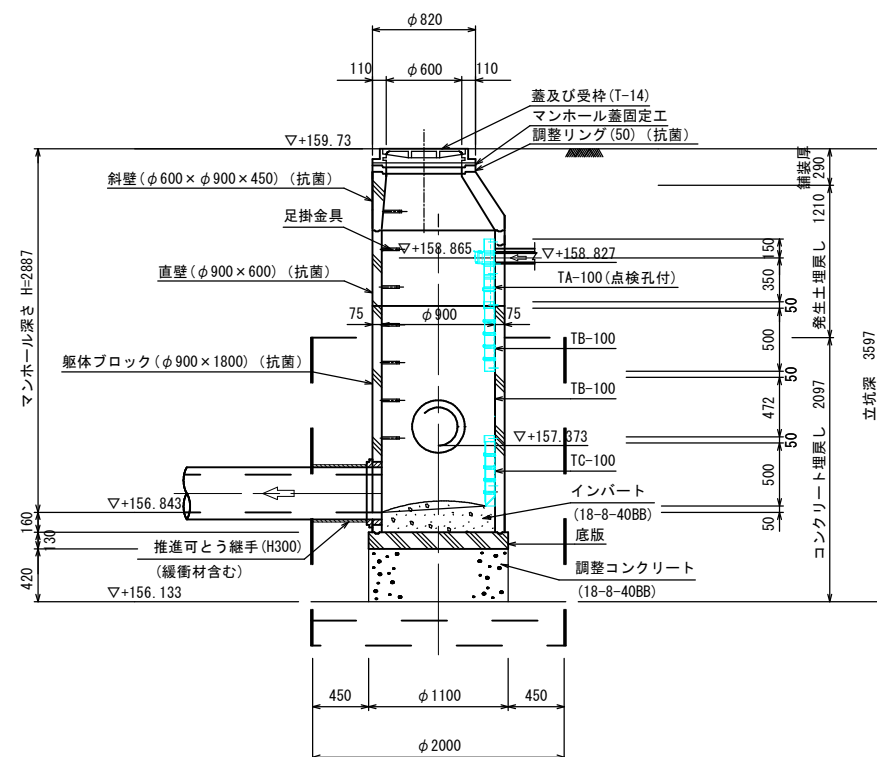 φ820
110
φ600
110
蓋及び受枠(T-14)
マンホール蓋固定工
調整リング(50)(抗菌)
▽+159.73
斜壁(φ600×φ900×450)(抗菌)
足掛金具
▽+158.865
▽+158.827
直壁(φ900×600)(抗菌)
TA-100(点検孔付)
75
φ900
75
TB-100
躯体ブロック(φ900×1800)(抗菌)
TB-100
▽+157.373
TC-100
▽+156.843
インバート
(18-8-40BB)
底版
推進可とう継手(H300)
(緩衝材含む)
調整コンクリート
(18-8-40BB)
▽+156.133
マンホール深さ H=2887
160
130
420
150
350
50
500
50
472
50
500
50
舗装厚
290
1210
発生土埋戻し
2097
コンクリート埋戻し
立坑深 3597
450
φ1100
450
φ2000